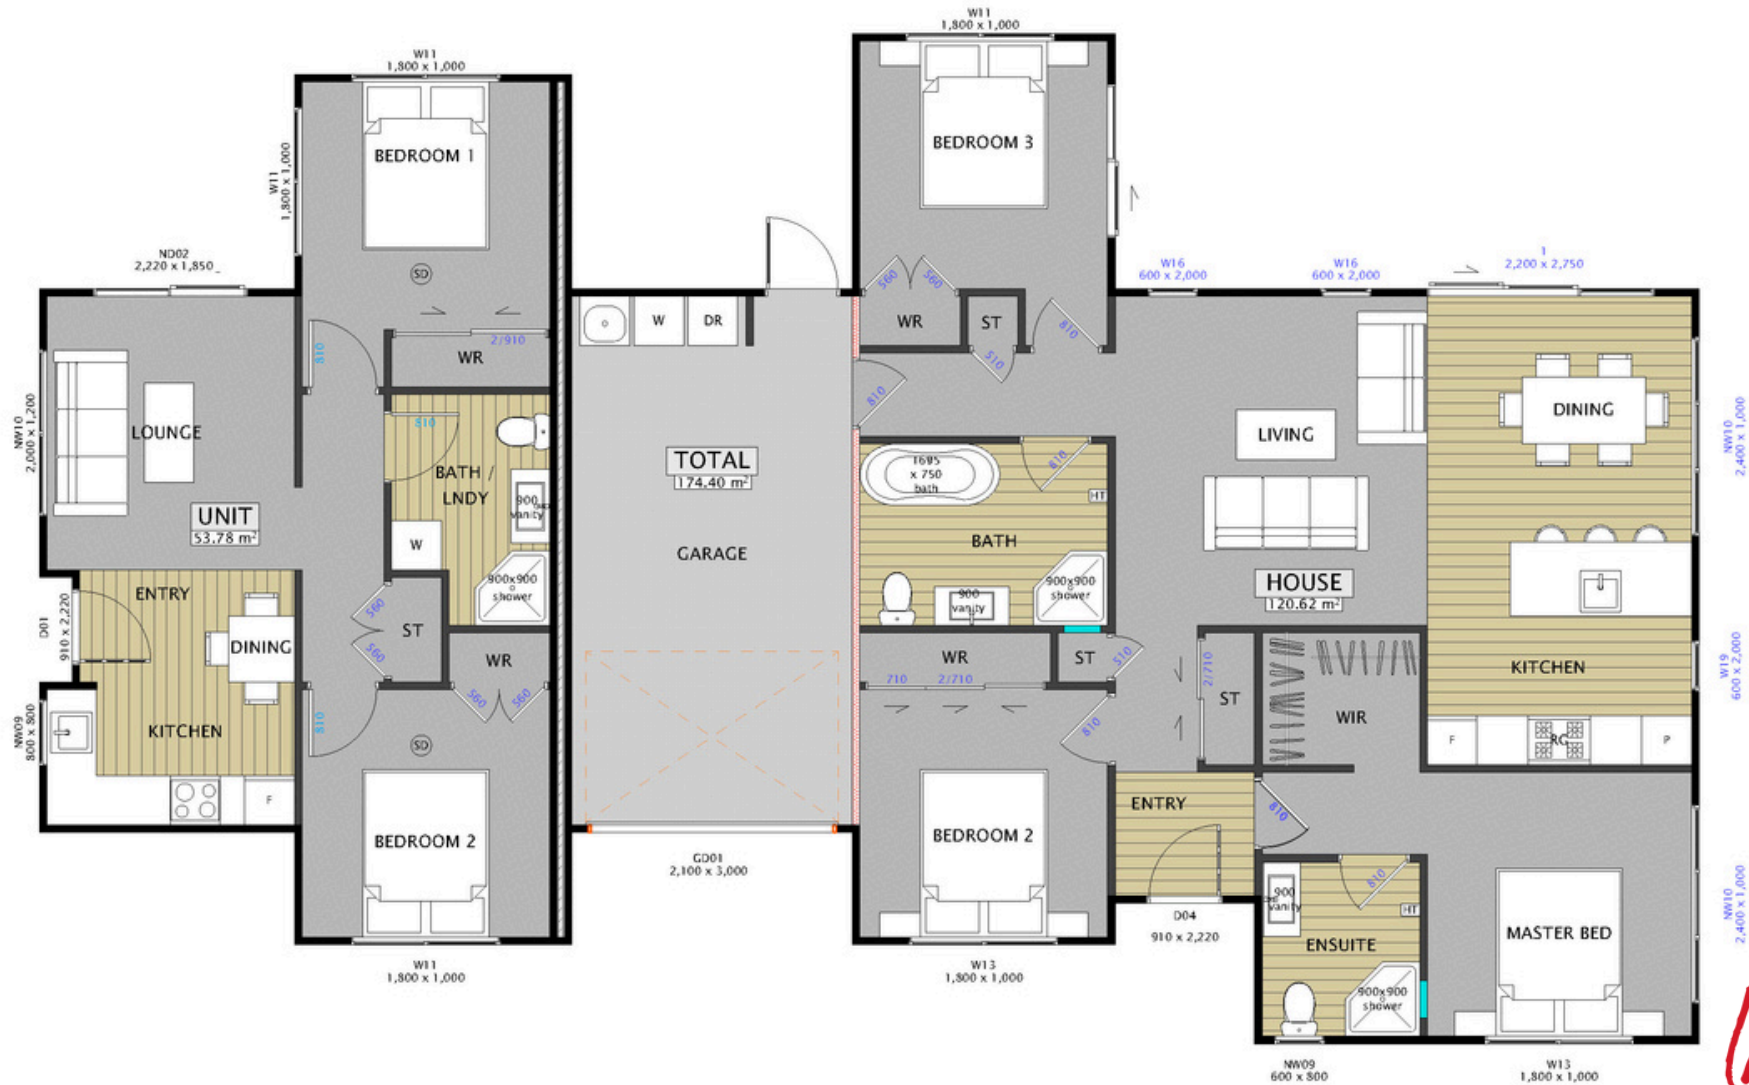 W11
1,800 x 1,000
W11
1,800 x 1,000
BEDROOM 1
W11
1,800 x 1,000
BEDROOM 3
ND02
2,220 x 1,850
SD
W16
600 x 2,000
W16
600 x 2,000
1
2,200 x 2,750
560
560
W
DR
WR
ST
810
810
2/910
WR
510
810
NW10
2,000 x 1,200
LOUNGE
810
BATH /
LNDY
TOTAL
174.40 m²
1695
x 750
bath
810
HT
LIVING
DINING
NW10
2,400 x 1,000
UNIT
53.78 m²
900
vanity
W
GARAGE
BATH
900x900
shower
900
vanity
900x900
shower
HOUSE
120.62 m²
ENTRY
D01
910 x 2,220
DINING
560
560
ST
WR
560
560
WR
710
2/710
ST
510
2/710
ST
WIR
KITCHEN
W19
600 x 2,000
810
810
NW09
800 x 800
KITCHEN
SD
F
RG
P
F
BEDROOM 2
BEDROOM 2
ENTRY
810
GD01
2,100 x 3,000
D04
910 x 2,220
900
vanity
810
HT
ENSUITE
MASTER BED
NW10
2,400 x 1,000
900x900
shower
W11
1,800 x 1,000
W13
1,800 x 1,000
NW09
600 x 800
W13
1,800 x 1,000